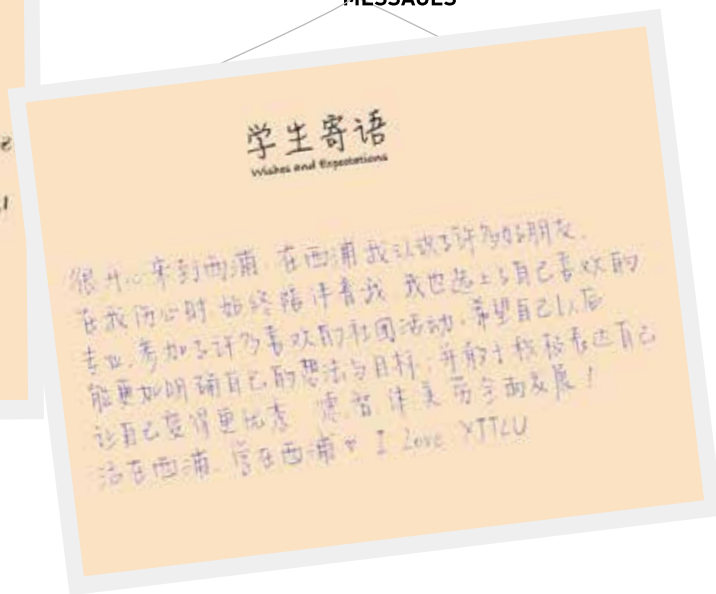 MESSAGES
学生寄语
Wishes and Expectations
很开心来到西浦，在西浦我认识了许多好朋友，
在我伤心时始终陪伴着我，我也选上了自己喜欢的
专业，参加了许多喜欢的社团活动，希望自己以后
能更加明确自己的想法与目标，并敢于积极表达自己
让自己变得更优秀 德、智、体、美、劳全面发展！
活在西浦，在西浦♥ I Love XJTLU